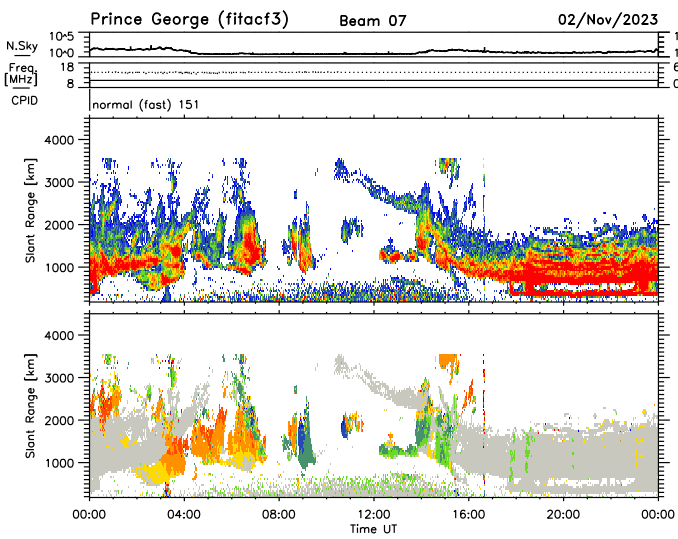 Prince George (fitacf3) Beam 07 02/Nov/2023
10^5 1
N.Sky
10^0 1
Freq. 18 6
[MHz] 8 0
CPID normal (fast) 151
4000
3000
2000
1000
Slant Range [km]
4000
3000
2000
1000
Slant Range [km]
00:00 04:00 08:00 12:00 16:00 20:00 00:00
Time UT